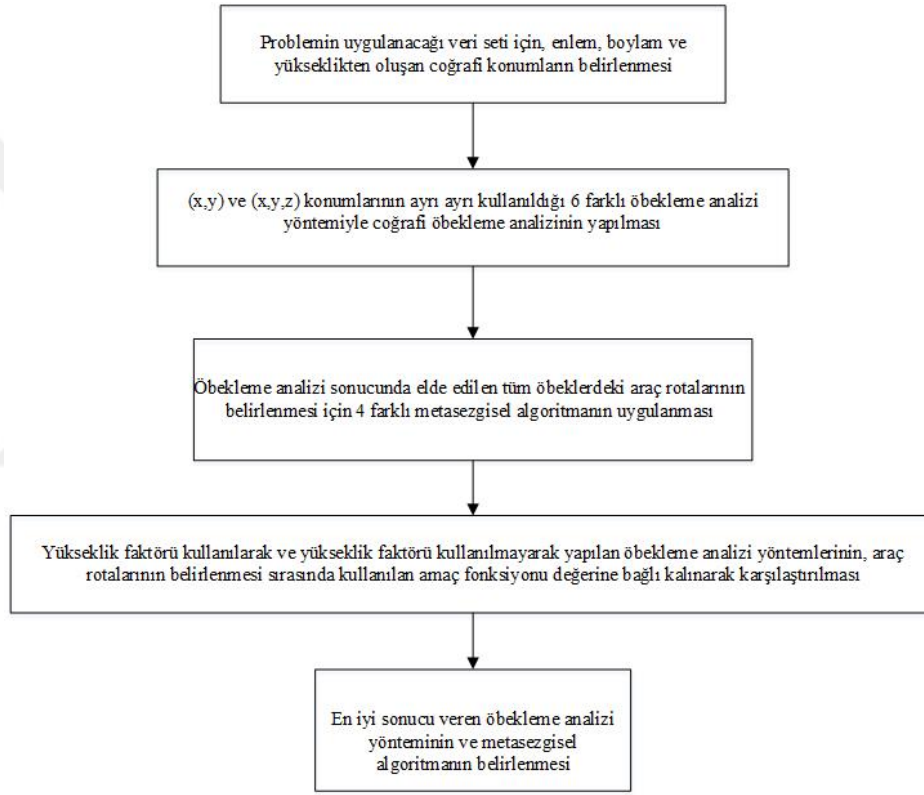 Problemin uygulanacağı veri seti için, enlem, boylam ve
yükseklikten oluşan coğrafi konumların belirlenmesi
(x,y) ve (x,y,z) konumlarının ayrı ayrı kullanıldığı 6 farklı öbekleme analizi
yöntemiyle coğrafi öbekleme analizinin yapılması
Öbekleme analizi sonucunda elde edilen tüm öbeklerdeki araç rotalarının
belirlenmesi için 4 farklı metasezgisel algoritmanın uygulanması
Yükseklik faktörü kullanılarak ve yükseklik faktörü kullanılmayarak yapılan öbekleme analizi yöntemlerinin, araç
rotalarının belirlenmesi sırasında kullanılan amaç fonksiyonu değerine bağlı kalınarak karşılaştırılması
En iyi sonucu veren öbekleme analizi
yönteminin ve metasezgisel
algoritmanın belirlenmesi